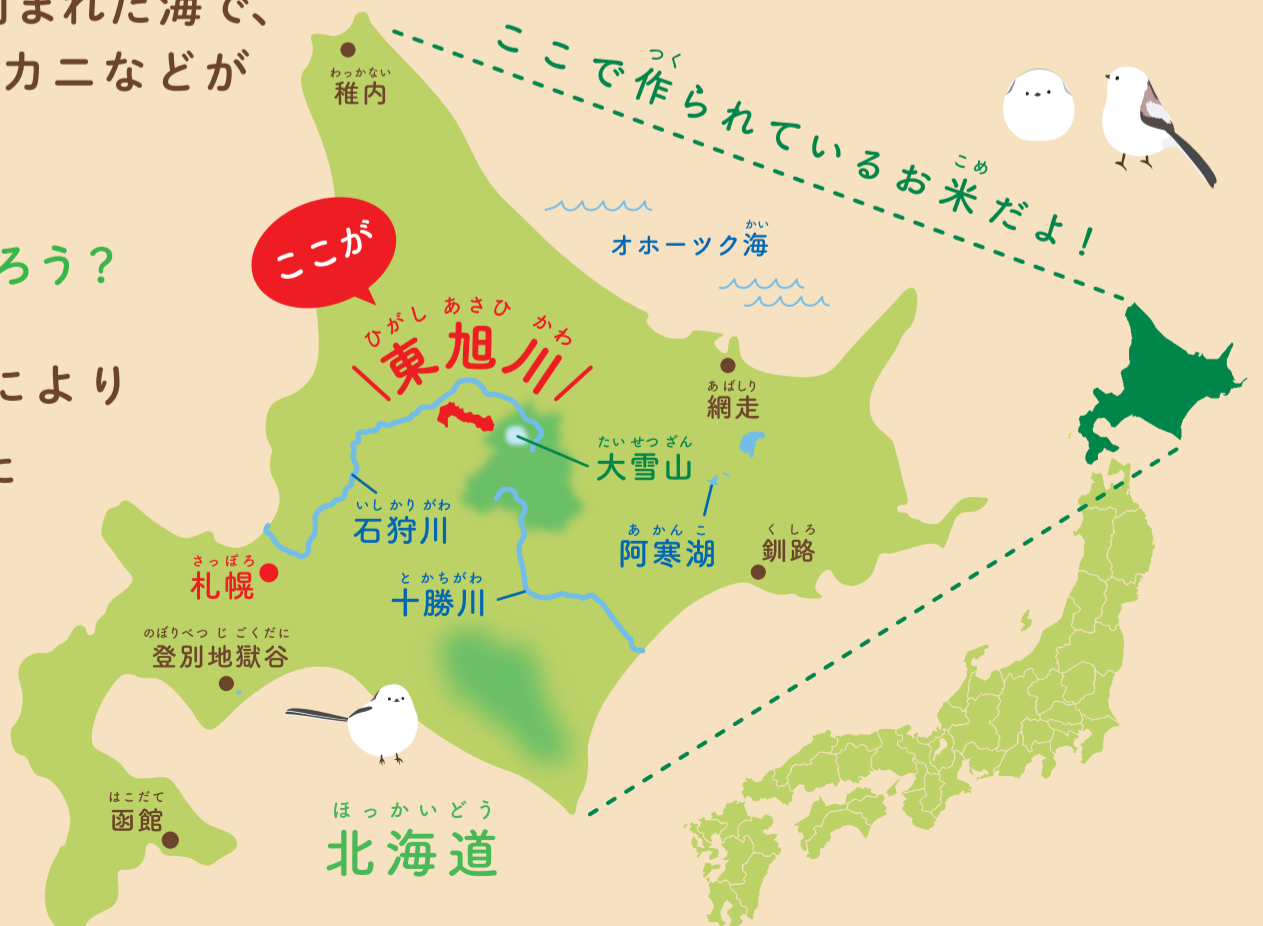 まれた海で、
カニなどが
ろう？
により
に
つく
こめ
ここで作られているお米だよ！
わっかない
稚内
かい
オホーツク海
ここが
ひがし あさひ かわ
東旭川
あばしり
網走
たい せつ ざん
大雪山
いし かり がわ
石狩川
あ かん こ
阿寒湖
く しろ
釧路
さっぽろ
札幌
と かちがわ
十勝川
のぼりべつ じ ごくだに
登別地獄谷
はこだて
函館
ほっかいどう
北海道